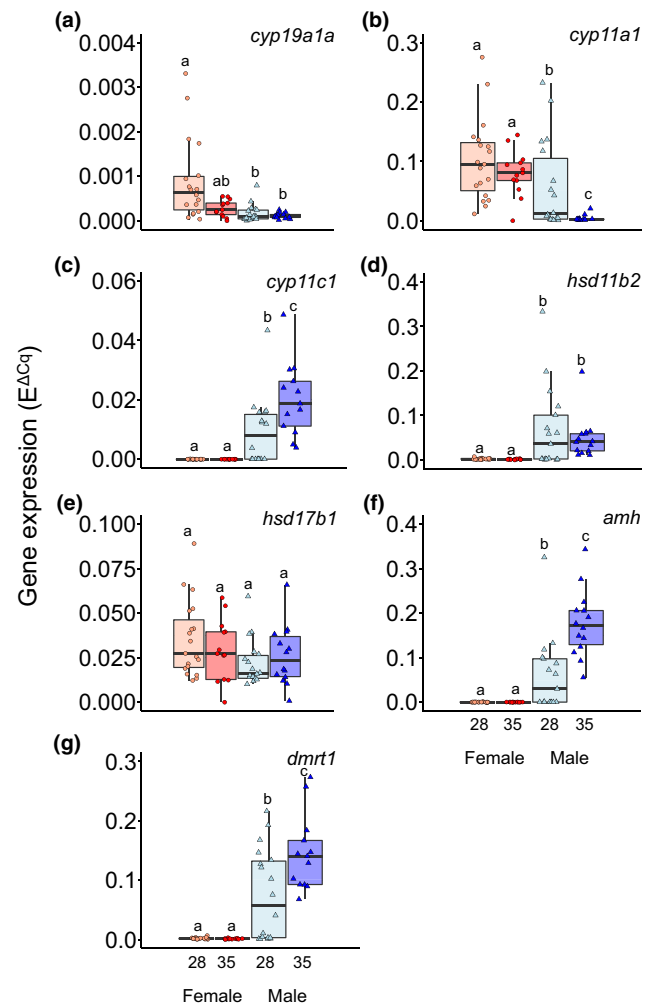 (a) cyp19a1a
0.004
0.003
0.002
0.001
0.000
a
ab
b
b
(b) cyp11a1
0.3
0.2
0.1
0.0
a
a
b
c
(c) cyp11c1
0.06
0.04
0.02
0.00
a
a
b
c
(d) hsd11b2
0.4
0.3
0.2
0.1
0.0
a
a
b
b
Gene expression (E^ΔCq)
(e) hsd17b1
0.100
0.075
0.050
0.025
0.000
a
a
a
a
(f) amh
0.4
0.3
0.2
0.1
0.0
a
a
b
c
28 35 28 35
Female Male
(g) dmrt1
0.3
0.2
0.1
0.0
a
a
b
c
28 35 28 35
Female Male